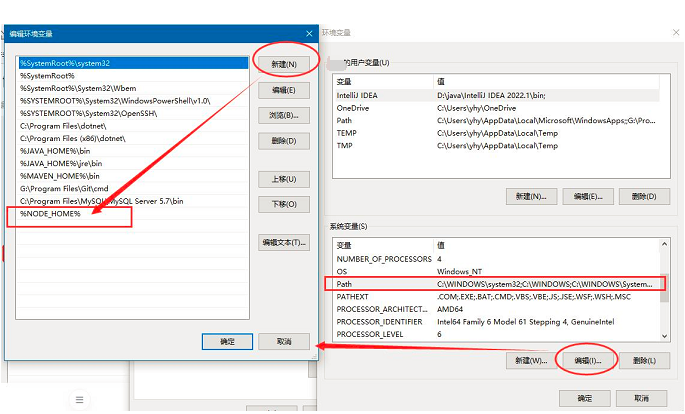 编辑环境变量
%SystemRoot%\system32
%SystemRoot%
%SystemRoot%\System32\Wbem
%SYSTEMROOT%\System32\WindowsPowerShell\v1.0\
%SYSTEMROOT%\System32\OpenSSH\
C:\Program Files\dotnet\
C:\Program Files (x86)\dotnet\
%JAVA_HOME%\bin
%JAVA_HOME%\jre\bin
%MAVEN_HOME%\bin
G:\Program Files\Git\cmd
C:\Program Files\MySQL\MySQL Server 5.7\bin
%NODE_HOME%
新建(N)
编辑(E)
浏览(B)...
删除(D)
上移(U)
下移(O)
编辑文本(T)...
确定
取消
环境变量
的用户变量(U)
变量 值
IntelliJ IDEA D:\java\IntelliJ IDEA 2022.1\bin;
OneDrive C:\Users\yhy\OneDrive
Path C:\Users\yhy\AppData\Local\Microsoft\WindowsApps;;G:\Pro...
TEMP C:\Users\yhy\AppData\Local\Temp
TMP C:\Users\yhy\AppData\Local\Temp
新建(N)... 编辑(E)... 删除(D)
系统变量(S)
变量 值
NUMBER_OF_PROCESSORS 4
OS Windows_NT
Path C:\WINDOWS\system32;C:\WINDOWS;C:\WINDOWS\System...
PATHEXT .COM;.EXE;.BAT;.CMD;.VBS;.VBE;.JS;.JSE;.WSF;.WSH;.MSC
PROCESSOR_ARCHITECT... AMD64
PROCESSOR_IDENTIFIER Intel64 Family 6 Model 61 Stepping 4, GenuineIntel
PROCESSOR_LEVEL 6
新建(W)... 编辑(I)... 删除(L)
确定 取消